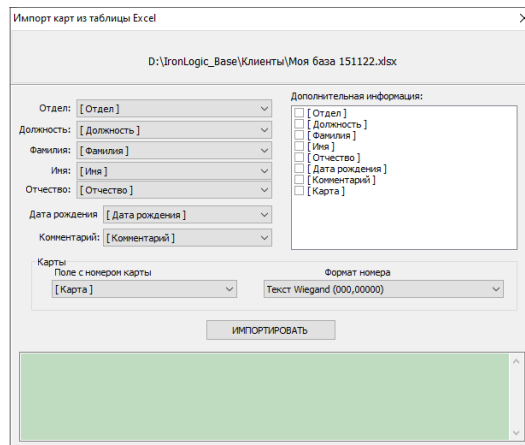 Импорт карт из таблицы Excel
D:\IronLogic_Base\Клиенты\Моя база 151122.xlsx
Отдел: [ Отдел ]
Должность: [ Должность ]
Фамилия: [ Фамилия ]
Имя: [ Имя ]
Отчество: [ Отчество ]
Дата рождения [ Дата рождения ]
Комментарий: [ Комментарий ]
Дополнительная информация:
[ Отдел ]
[ Должность ]
[ Фамилия ]
[ Имя ]
[ Отчество ]
[ Дата рождения ]
[ Комментарий ]
[ Карта ]
Карты
Поле с номером карты
[ Карта ]
Формат номера
Текст Wiegand (000,00000)
ИМПОРТИРОВАТЬ